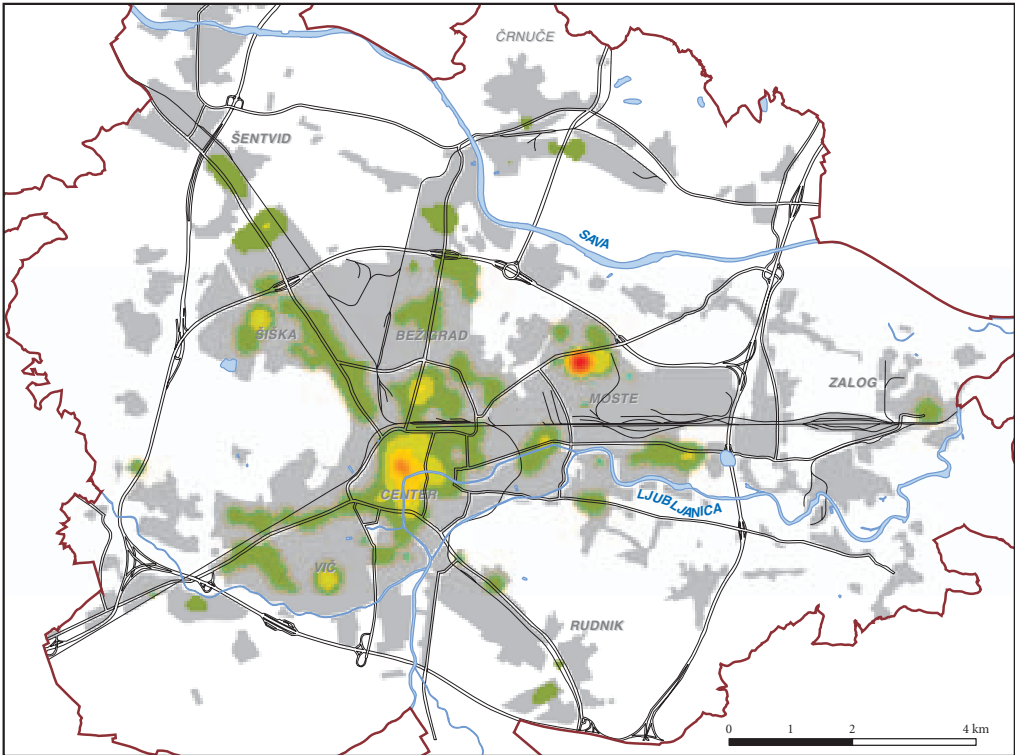 ČRNUČE
ŠENTVID
SAVA
ŠIŠKA
BEŽIGRAD
ZALOG
MOSTE
CENTER
LJUBLJANICA
VIČ
RUDNIK
0 1 2 4 km